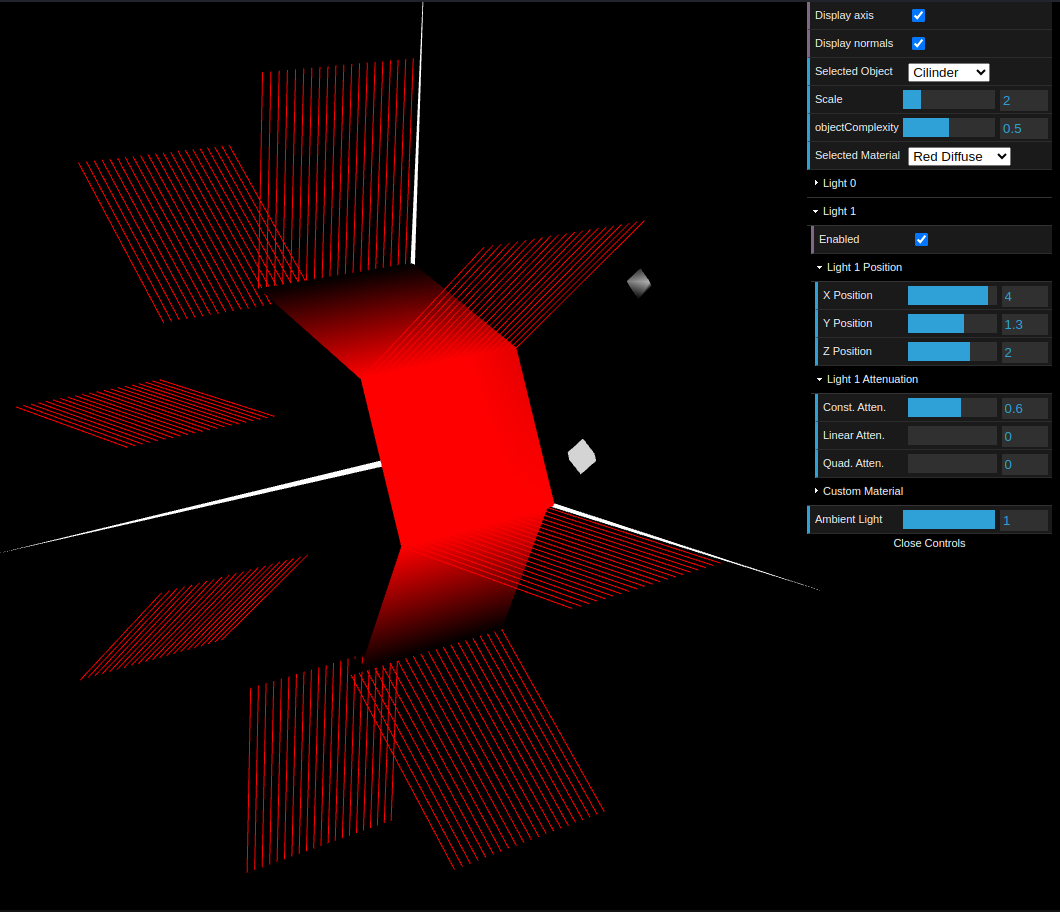 Display axis
Display normals
Selected Object Cilinder
Scale 2
objectComplexity 0.5
Selected Material Red Diffuse
Light 0
Light 1
Enabled
Light 1 Position
X Position 4
Y Position 1.3
Z Position 2
Light 1 Attenuation
Const. Atten. 0.6
Linear Atten. 0
Quad. Atten. 0
Custom Material
Ambient Light 1
Close Controls